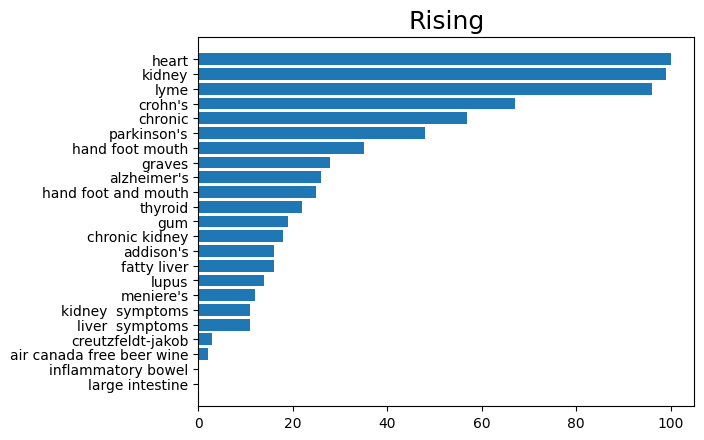 Rising
heart
kidney
lyme
crohn's
chronic
parkinson's
hand foot mouth
graves
alzheimer's
hand foot and mouth
thyroid
gum
chronic kidney
addison's
fatty liver
lupus
meniere's
kidney  symptoms
liver  symptoms
creutzfeldt-jakob
air canada free beer wine
inflammatory bowel
large intestine
0 20 40 60 80 100